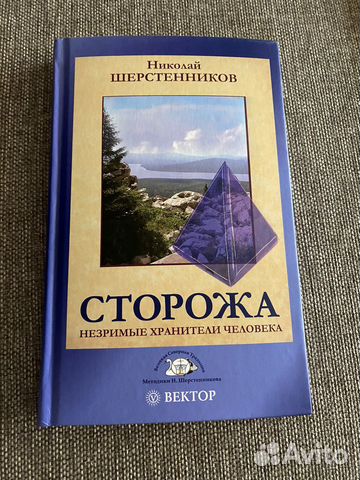 Николай
ШЕРСТЕННИКОВ
СТОРОЖА
НЕЗРИМЫЕ ХРАНИТЕЛИ ЧЕЛОВЕКА
Методики Н. Шерстенникова
ВЕКТОР
Avito